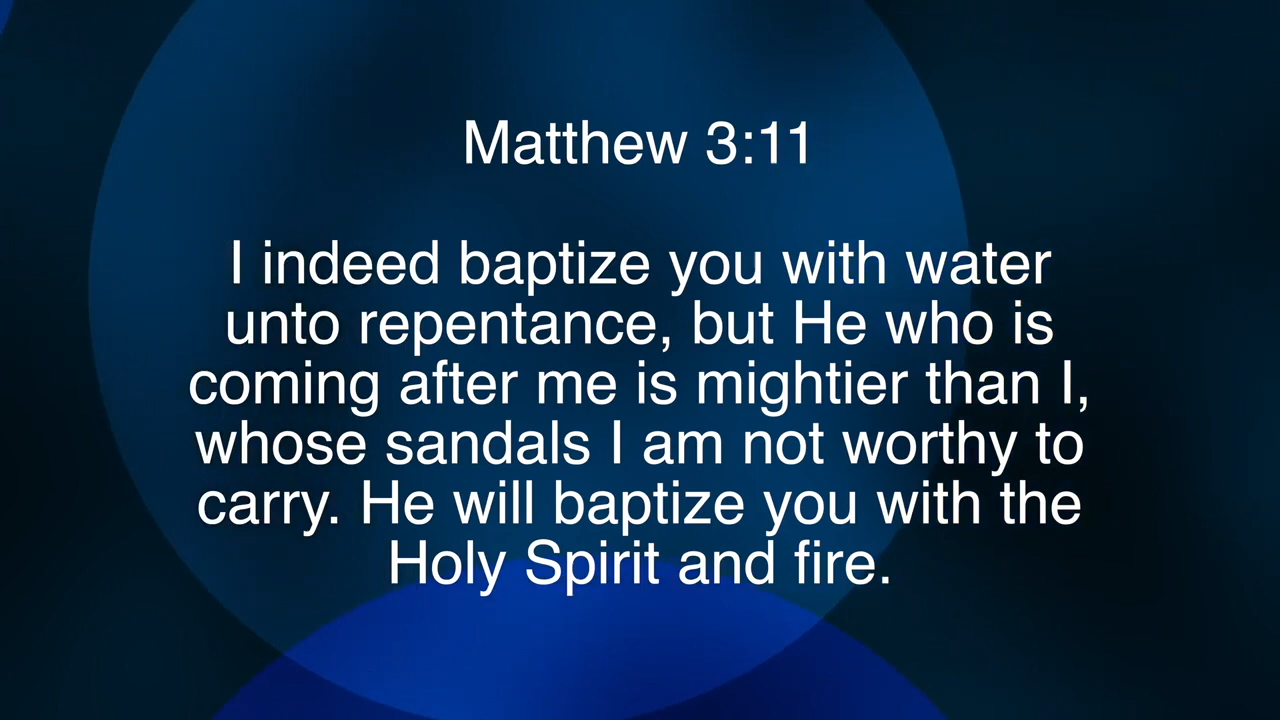 Matthew 3:11
I indeed baptize you with water
unto repentance, but He who is
coming after me is mightier than I,
whose sandals I am not worthy to
carry. He will baptize you with the
Holy Spirit and fire.